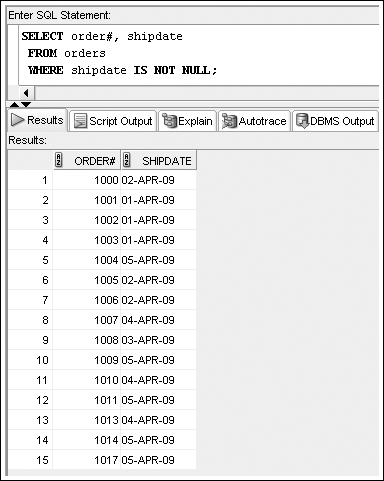 Enter SQL Statement:
SELECT order#, shipdate
FROM orders
WHERE shipdate IS NOT NULL;
Results Script Output Explain Autotrace DBMS Output
Results:
ORDER# SHIPDATE
1 1000 02-APR-09
2 1001 01-APR-09
3 1002 01-APR-09
4 1003 01-APR-09
5 1004 05-APR-09
6 1005 02-APR-09
7 1006 02-APR-09
8 1007 04-APR-09
9 1008 03-APR-09
10 1009 05-APR-09
11 1010 04-APR-09
12 1011 05-APR-09
13 1013 04-APR-09
14 1014 05-APR-09
15 1017 05-APR-09